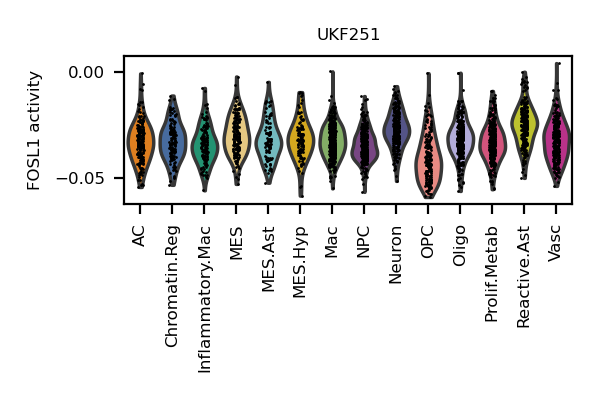 UKF251
FOSL1 activity
0.00
−0.05
AC
Chromatin.Reg
Inflammatory.Mac
MES
MES.Ast
MES.Hyp
Mac
NPC
Neuron
OPC
Oligo
Prolif.Metab
Reactive.Ast
Vasc